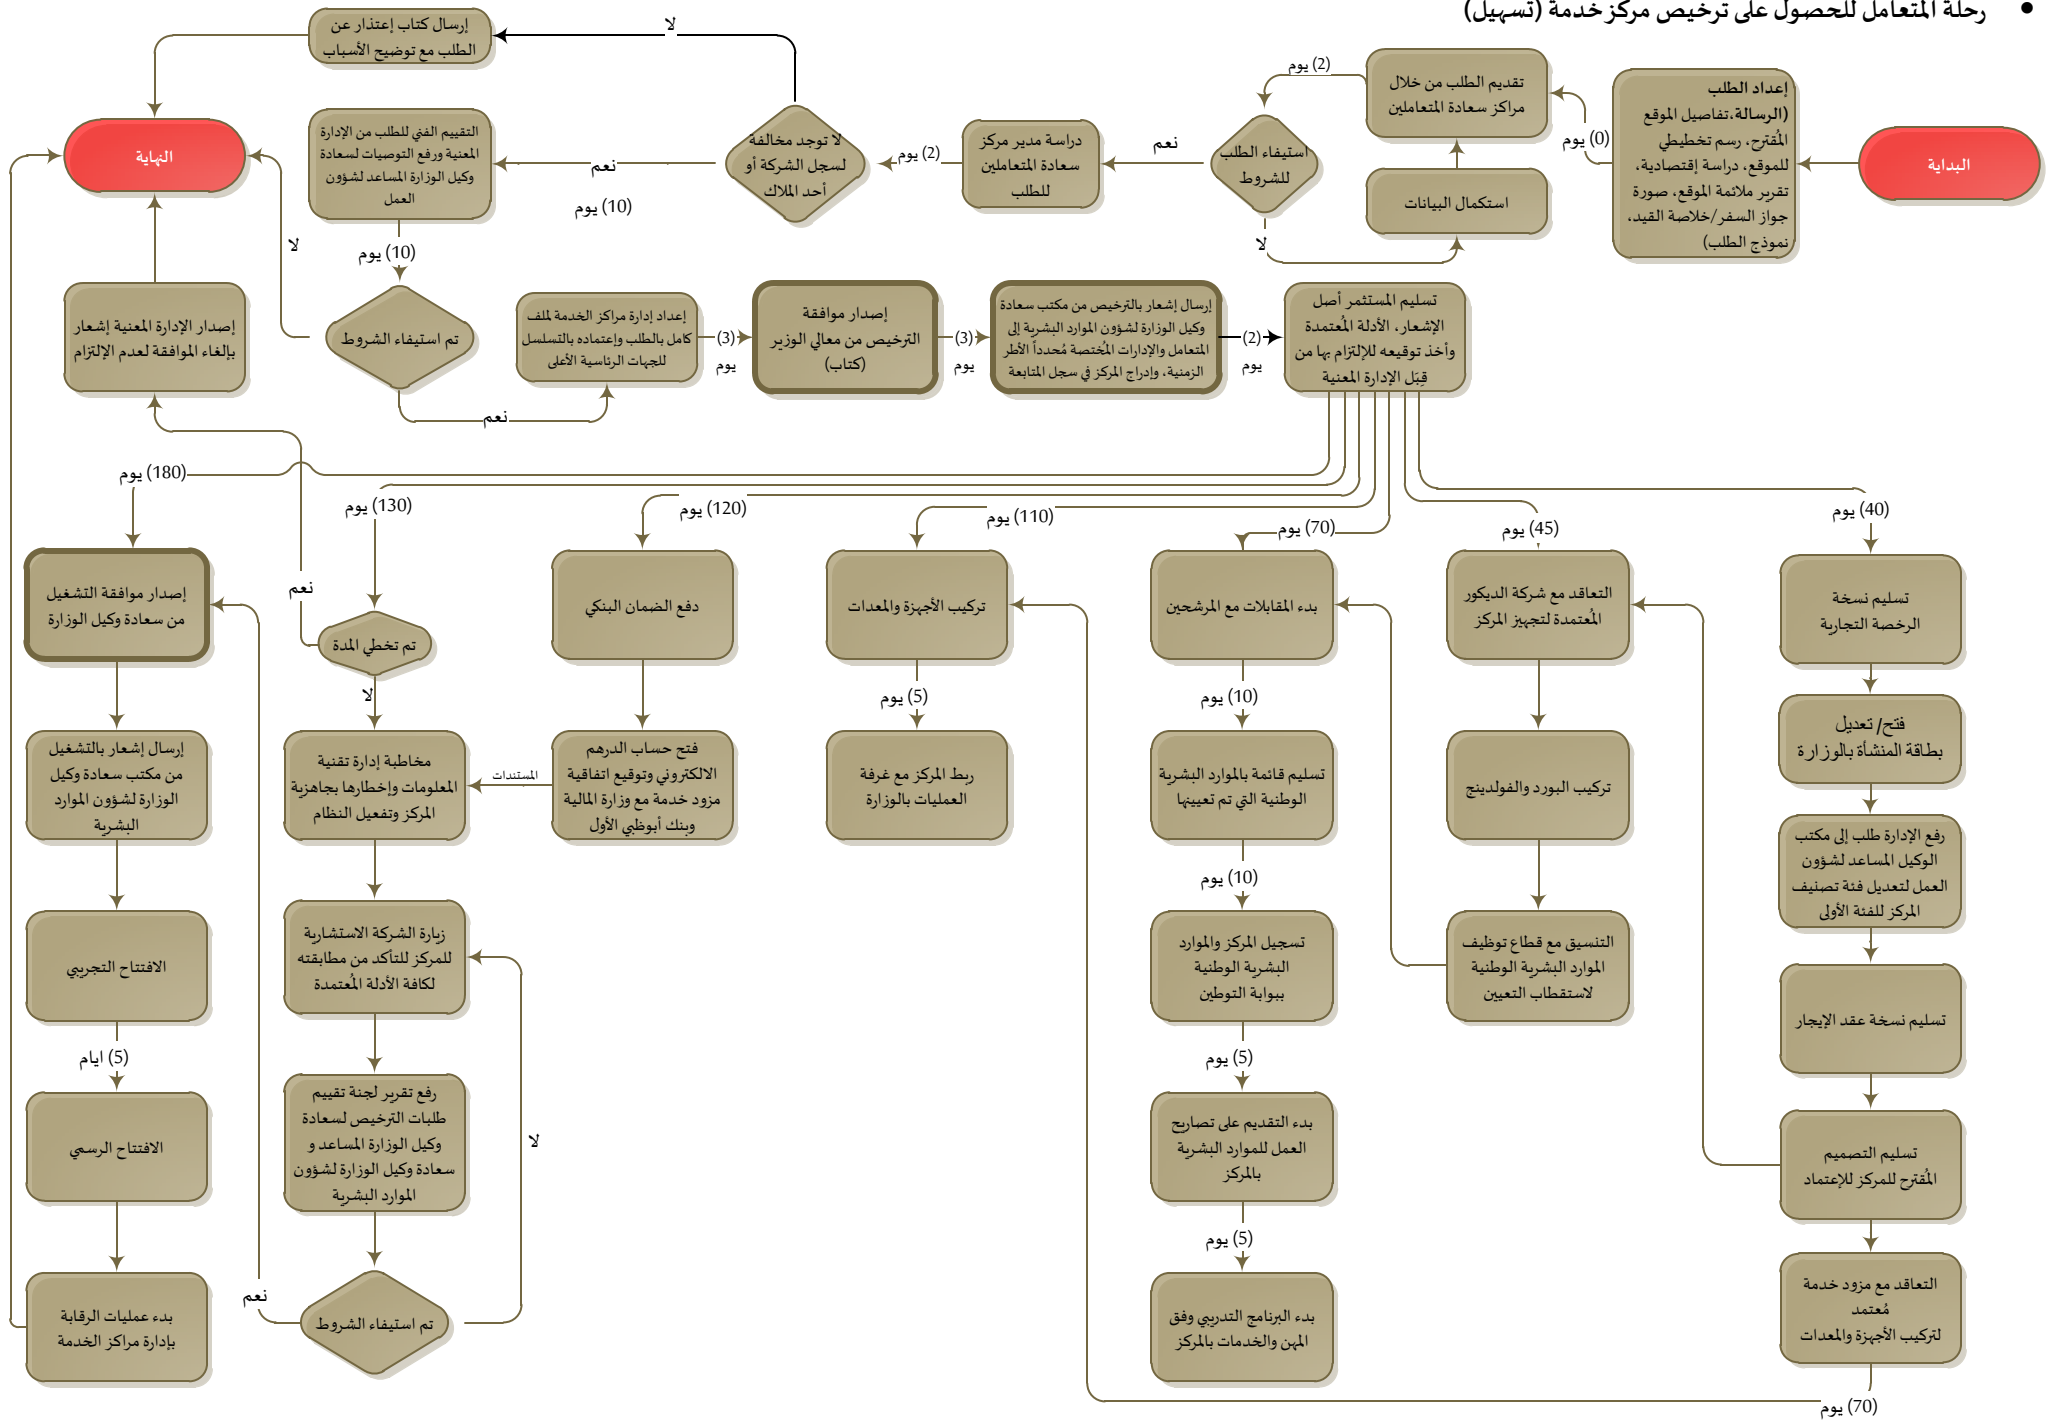 • رحلة المتعامل للحصول على ترخيص مركز خدمة (تسهيل)
البداية
إعداد الطلب
(الرسالة،تفاصيل الموقع
المُقترح، رسم تخطيطي
للموقع، دراسة إقتصادية،
تقرير ملائمة الموقع، صورة
جواز السفر/خلاصة القيد،
نموذج الطلب)
(0) يوم
تقديم الطلب من خلال
مراكز سعادة المتعاملين
استكمال البيانات
(2) يوم
استيفاء الطلب
للشروط
لا
نعم
دراسة مدير مركز
سعادة المتعاملين
للطلب
(2) يوم
لا توجد مخالفة
لسجل الشركة أو
أحد الملاك
لا
إرسال كتاب إعتذار عن
الطلب مع توضيح الأسباب
نعم
(10) يوم
التقييم الفني للطلب من الإدارة
المعنية ورفع التوصيات لسعادة
وكيل الوزارة المساعد لشؤون
العمل
النهاية
(10) يوم
لا
تم استيفاء الشروط
نعم
إصدار الإدارة المعنية إشعار
بإلغاء الموافقة لعدم الإلتزام
إعداد إدارة مراكز الخدمة لملف
كامل بالطلب وإعتماده بالتسلسل
للجهات الرئاسية الأعلى
(3)
يوم
إصدار موافقة
الترخيص من معالي الوزير
(كتاب)
(3)
يوم
إرسال إشعار بالترخيص من مكتب سعادة
وكيل الوزارة لشؤون الموارد البشرية إلى
المتعامل والإدارات المُختصة مُحدداً الأطر
الزمنية، وإدراج المركز في سجل المتابعة
(2)
يوم
تسليم المستثمر أصل
الإشعار، الأدلة المُعتمدة
وأخذ توقيعه للإلتزام بها من
قِبَل الإدارة المعنية
(40) يوم
تسليم نسخة
الرخصة التجارية
فتح/ تعديل
بطاقة المنشأة بالوزارة
رفع الإدارة طلب إلى مكتب
الوكيل المساعد لشؤون
العمل لتعديل فئة تصنيف
المركز للفئة الأولى
تسليم نسخة عقد الإيجار
تسليم التصميم
المُقترح للمركز للإعتماد
التعاقد مع مزود خدمة
مُعتمد
لتركيب الأجهزة والمعدات
(70) يوم
(45) يوم
التعاقد مع شركة الديكور
المُعتمدة لتجهيز المركز
تركيب البورد والفولدينج
التنسيق مع قطاع توظيف
الموارد البشرية الوطنية
لاستقطاب التعيين
(70) يوم
بدء المقابلات مع المرشحين
(10) يوم
تسليم قائمة بالموارد البشرية
الوطنية التي تم تعيينها
(10) يوم
تسجيل المركز والموارد
البشرية الوطنية
ببوابة التوطين
(5) يوم
بدء التقديم على تصاريح
العمل للموارد البشرية
بالمركز
(5) يوم
بدء البرنامج التدريبي وفق
المهن والخدمات بالمركز
(110) يوم
تركيب الأجهزة والمعدات
(5) يوم
ربط المركز مع غرفة
العمليات بالوزارة
(120) يوم
دفع الضمان البنكي
فتح حساب الدرهم
الالكتروني وتوقيع اتفاقية
مزود خدمة مع وزارة المالية
وبنك أبوظبي الأول
المستندات
(130) يوم
تم تخطي المدة
نعم
لا
مخاطبة إدارة تقنية
المعلومات وإخطارها بجاهزية
المركز وتفعيل النظام
زيارة الشركة الاستشارية
للمركز للتأكد من مطابقته
لكافة الأدلة المُعتمدة
رفع تقرير لجنة تقييم
طلبات الترخيص لسعادة
وكيل الوزارة المساعد و
سعادة وكيل الوزارة لشؤون
الموارد البشرية
لا
تم استيفاء الشروط
نعم
(180) يوم
إصدار موافقة التشغيل
من سعادة وكيل الوزارة
إرسال إشعار بالتشغيل
من مكتب سعادة وكيل
الوزارة لشؤون الموارد
البشرية
الافتتاح التجريبي
(5) ايام
الافتتاح الرسمي
بدء عمليات الرقابة
بإدارة مراكز الخدمة